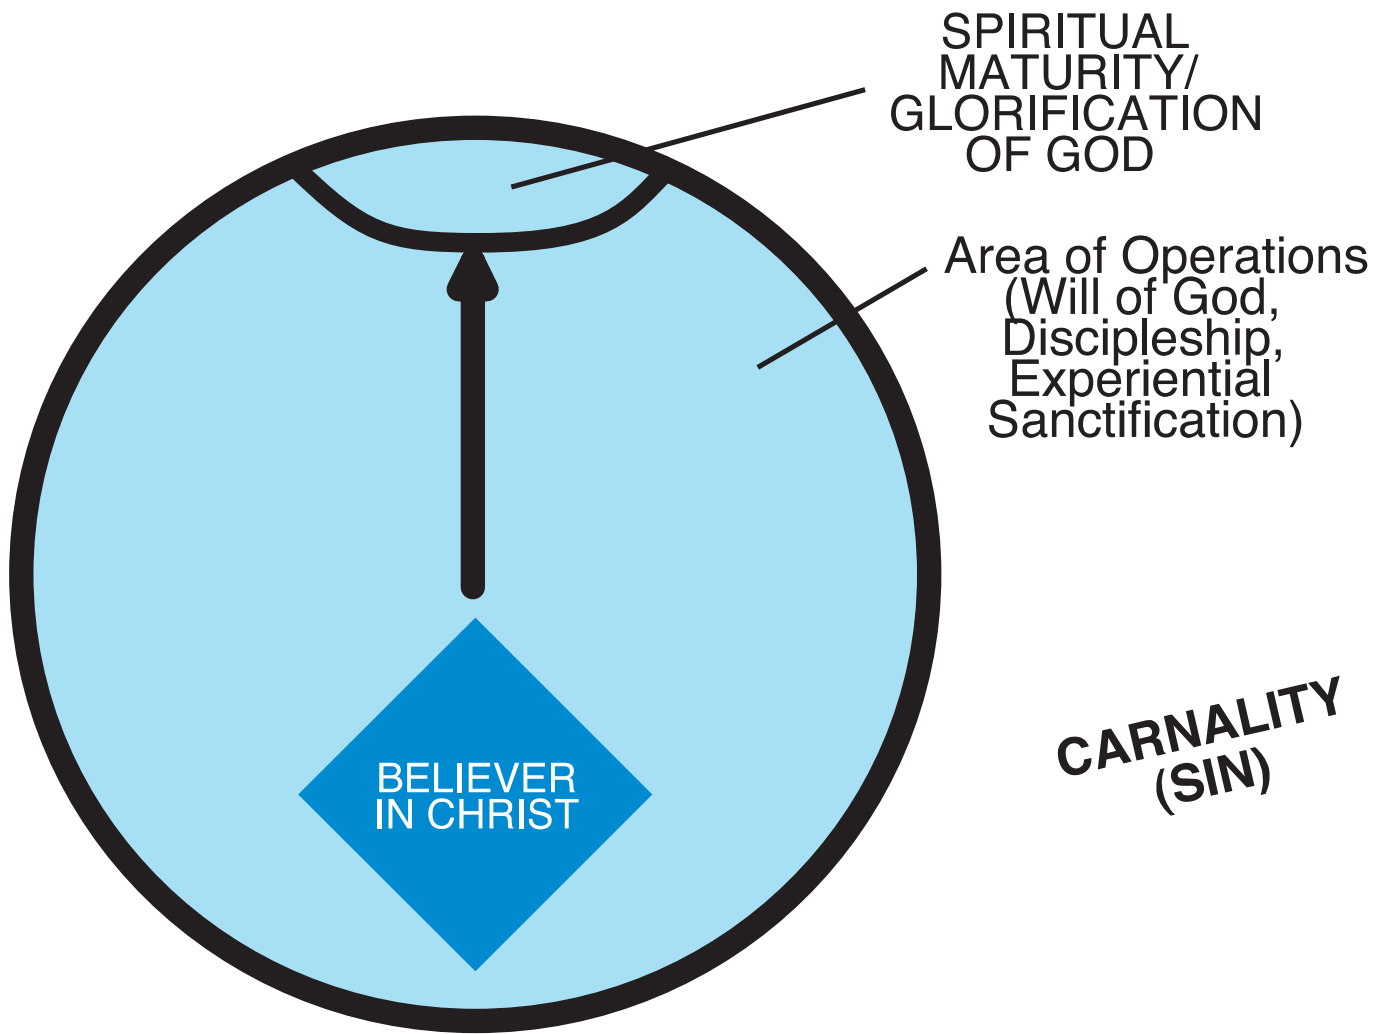 SPIRITUAL
MATURITY/
GLORIFICATION
OF GOD
Area of Operations
(Will of God,
Discipleship,
Experiential
Sanctification)
CARNALITY
(SIN)
BELIEVER
IN CHRIST